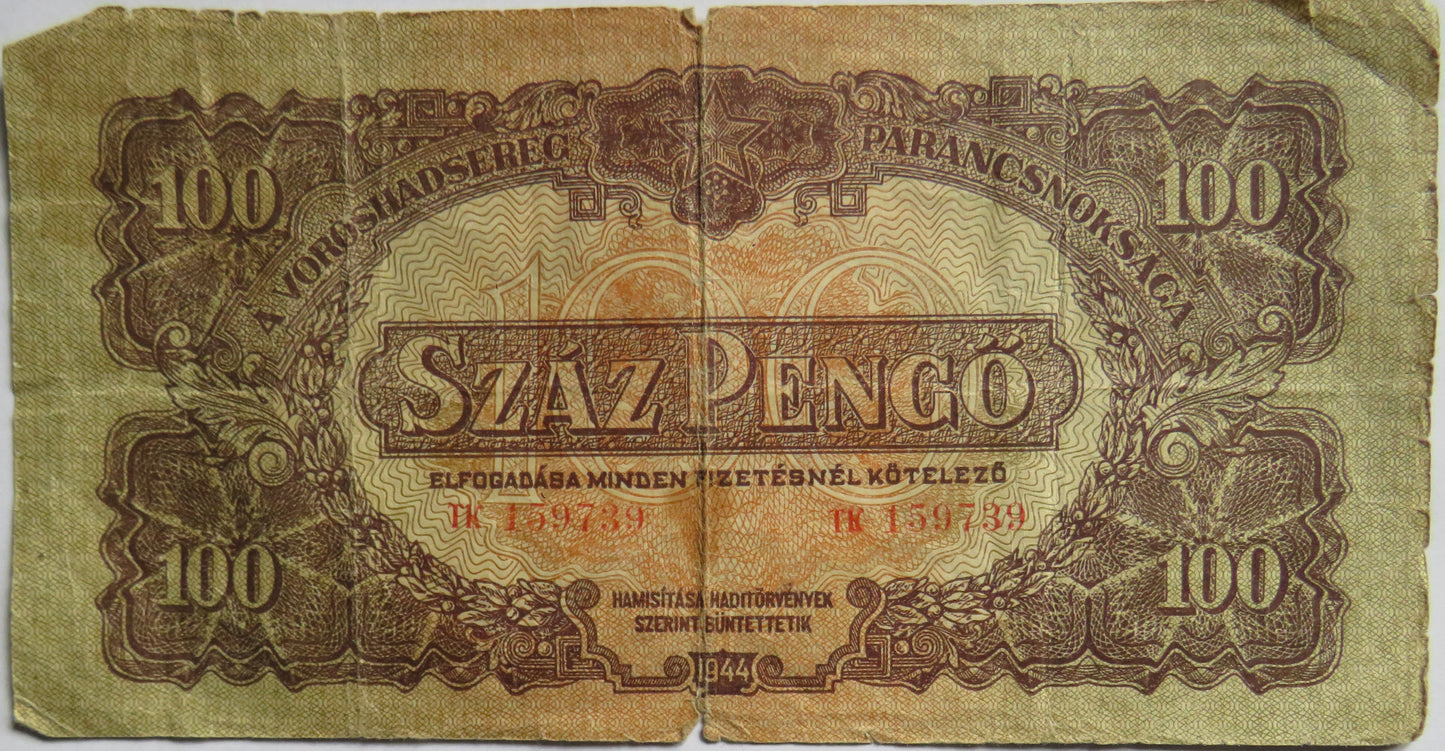 A VÖRÖSHADSEREG PARANCSNOKSÁGA
100 100
100
SZÁZ PENGŐ
ELFOGADÁSA MINDEN FIZETÉSNÉL KÖTELEZŐ
TK 159739 TK 159739
100 100
HAMISÍTÁSA HADITÖRVÉNYEK
SZERINT BÜNTETTETIK
1944